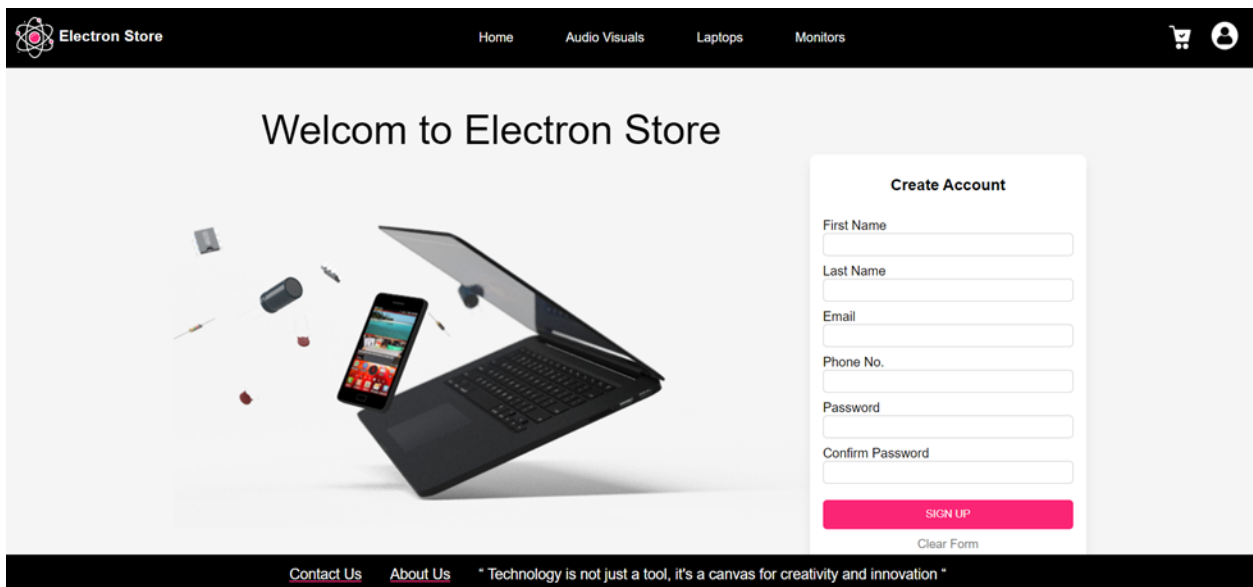 Electron Store
Home
Audio Visuals
Laptops
Monitors
Welcom to Electron Store
Create Account
First Name
Last Name
Email
Phone No.
Password
Confirm Password
SIGN UP
Clear Form
Contact Us
About Us
“ Technology is not just a tool, it's a canvas for creativity and innovation “